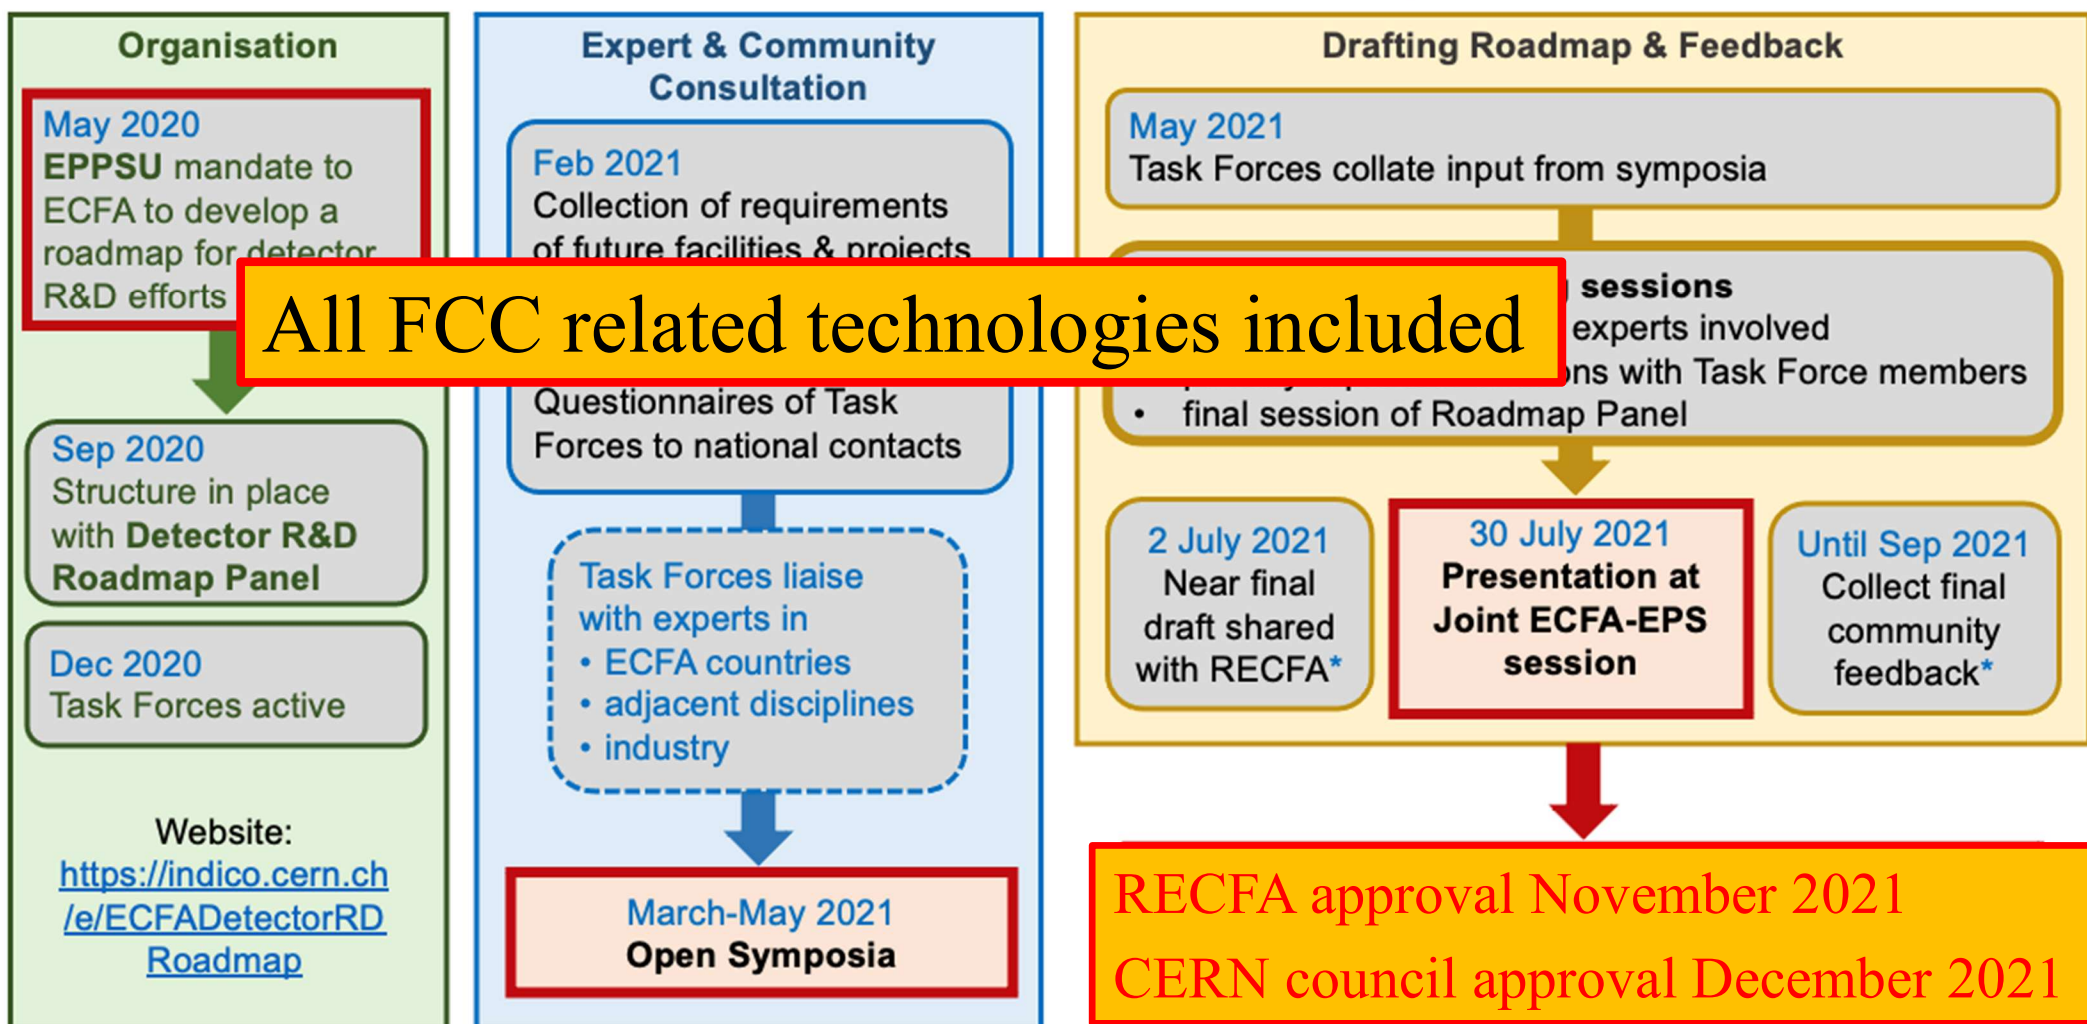 Organisation
May 2020
EPPSU mandate to
ECFA to develop a
roadmap for detector
R&D efforts
Sep 2020
Structure in place
with Detector R&D
Roadmap Panel
Dec 2020
Task Forces active
Website:
https://indico.cern.ch
/e/ECFADetectorRD
Roadmap
Expert & Community
Consultation
Feb 2021
Collection of requirements
of future facilities & projects
All FCC related technologies included
Questionnaires of Task
Forces to national contacts
Task Forces liaise
with experts in
• ECFA countries
• adjacent disciplines
• industry
March-May 2021
Open Symposia
Drafting Roadmap & Feedback
May 2021
Task Forces collate input from symposia
sessions
experts involved
with Task Force members
• final session of Roadmap Panel
2 July 2021
Near final
draft shared
with RECFA*
30 July 2021
Presentation at
Joint ECFA-EPS
session
Until Sep 2021
Collect final
community
feedback*
RECFA approval November 2021
CERN council approval December 2021